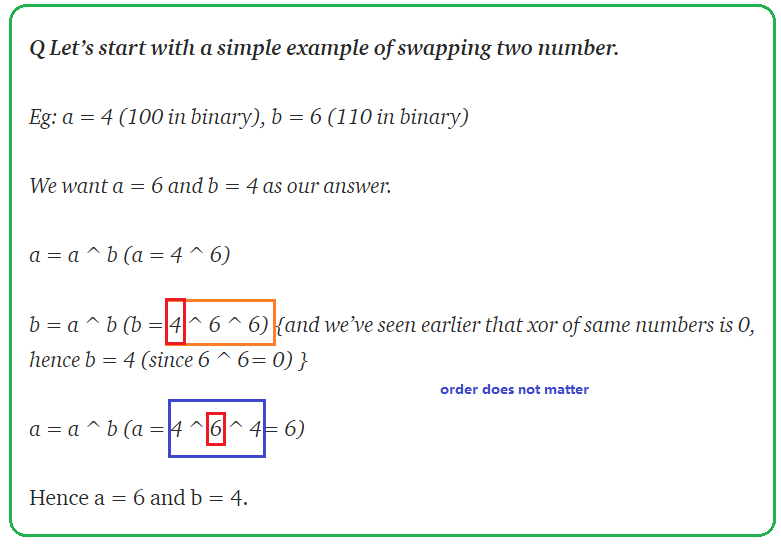 Q Let's start with a simple example of swapping two number.
Eg: a = 4 (100 in binary), b = 6 (110 in binary)
We want a = 6 and b = 4 as our answer.
a = a ^ b (a = 4 ^ 6)
b = a ^ b (b = 4 ^ 6 ^ 6) {and we've seen earlier that xor of same numbers is 0,
hence b = 4 (since 6 ^ 6= 0) }
order does not matter
a = a ^ b (a = 4 ^ 6 ^ 4 = 6)
Hence a = 6 and b = 4.